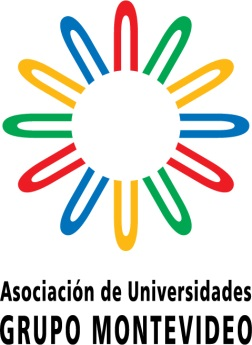 Asociación de Universidades
GRUPO MONTEVIDEO